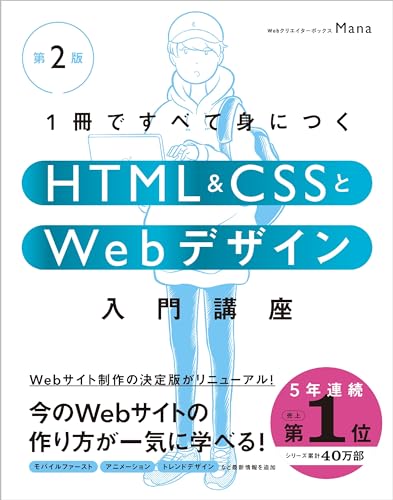 Webクリエイターボックス Mana
第2版
1冊ですべて身につく
HTML&CSSと
Webデザイン
入門講座
Webサイト制作の決定版がリニューアル!
今のWebサイトの
作り方が一気に学べる!
モバイルファースト アニメーション トレンドデザイン など最新情報を追加
5年連続
売上
第1位
シリーズ累計40万部